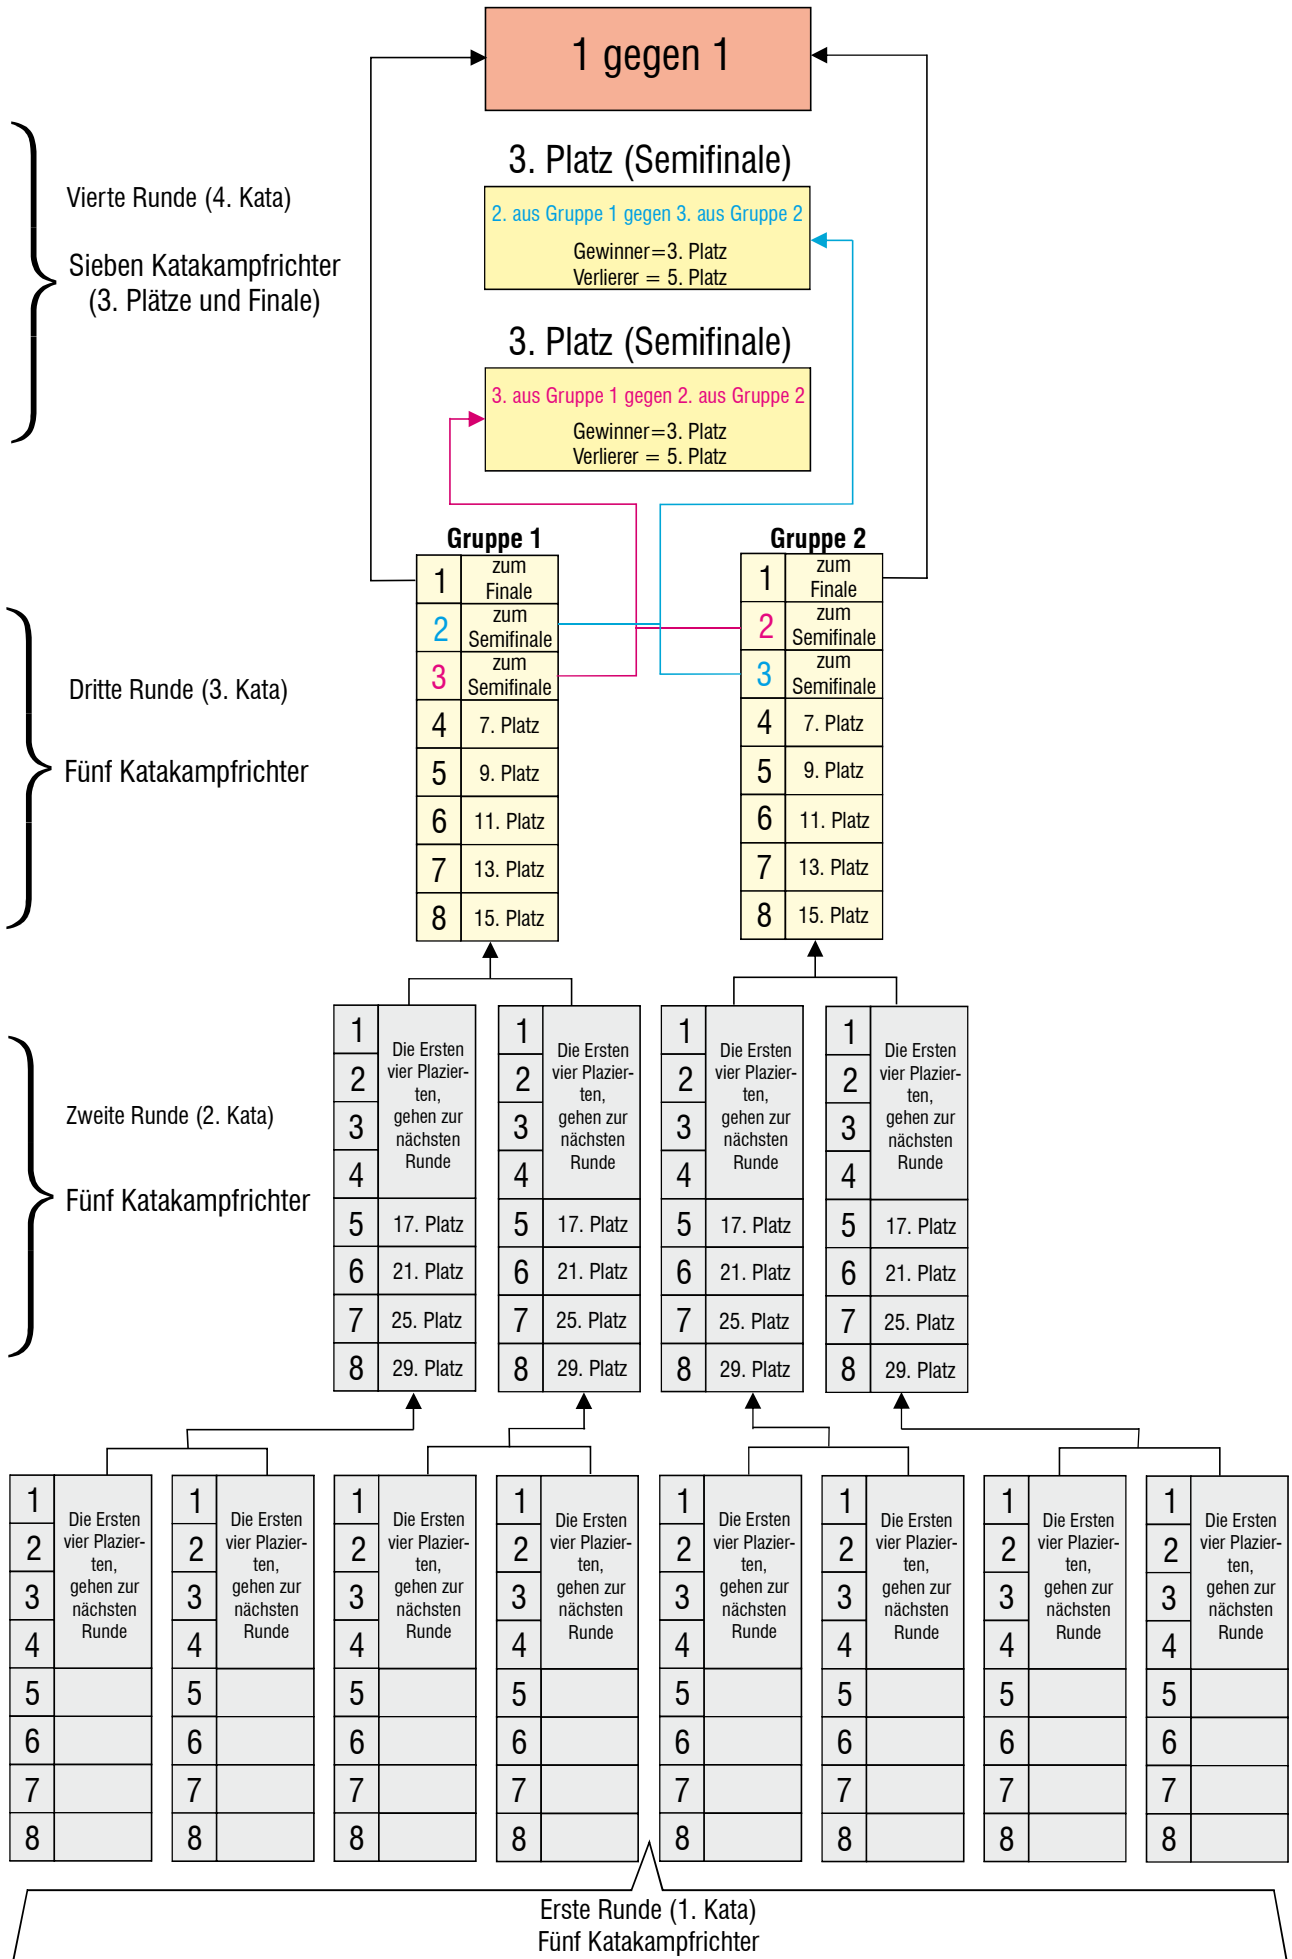 1 gegen 1
3. Platz (Semifinale)
2. aus Gruppe 1 gegen 3. aus Gruppe 2
Gewinner=3. Platz
Verlierer = 5. Platz
Vierte Runde (4. Kata)
Sieben Katakampfrichter
(3. Plätze und Finale)
3. Platz (Semifinale)
3. aus Gruppe 1 gegen 2. aus Gruppe 2
Gewinner=3. Platz
Verlierer = 5. Platz
Dritte Runde (3. Kata)
Fünf Katakampfrichter
Gruppe 1
1 zum
Finale
2 zum
Semifinale
3 zum
Semifinale
4 7. Platz
5 9. Platz
6 11. Platz
7 13. Platz
8 15. Platz
Gruppe 2
1 zum
Finale
2 zum
Semifinale
3 zum
Semifinale
4 7. Platz
5 9. Platz
6 11. Platz
7 13. Platz
8 15. Platz
Zweite Runde (2. Kata)
Fünf Katakampfrichter
1
2
3
4
Die Ersten
vier Plazier-
ten,
gehen zur
nächsten
Runde
5 17. Platz
6 21. Platz
7 25. Platz
8 29. Platz
1
2
3
4
Die Ersten
vier Plazier-
ten,
gehen zur
nächsten
Runde
5 17. Platz
6 21. Platz
7 25. Platz
8 29. Platz
1
2
3
4
Die Ersten
vier Plazier-
ten,
gehen zur
nächsten
Runde
5 17. Platz
6 21. Platz
7 25. Platz
8 29. Platz
1
2
3
4
Die Ersten
vier Plazier-
ten,
gehen zur
nächsten
Runde
5 17. Platz
6 21. Platz
7 25. Platz
8 29. Platz
1
2
3
4
Die Ersten
vier Plazier-
ten,
gehen zur
nächsten
Runde
5
6
7
8
1
2
3
4
Die Ersten
vier Plazier-
ten,
gehen zur
nächsten
Runde
5
6
7
8
1
2
3
4
Die Ersten
vier Plazier-
ten,
gehen zur
nächsten
Runde
5
6
7
8
1
2
3
4
Die Ersten
vier Plazier-
ten,
gehen zur
nächsten
Runde
5
6
7
8
1
2
3
4
Die Ersten
vier Plazier-
ten,
gehen zur
nächsten
Runde
5
6
7
8
1
2
3
4
Die Ersten
vier Plazier-
ten,
gehen zur
nächsten
Runde
5
6
7
8
1
2
3
4
Die Ersten
vier Plazier-
ten,
gehen zur
nächsten
Runde
5
6
7
8
1
2
3
4
Die Ersten
vier Plazier-
ten,
gehen zur
nächsten
Runde
5
6
7
8
Erste Runde (1. Kata)
Fünf Katakampfrichter